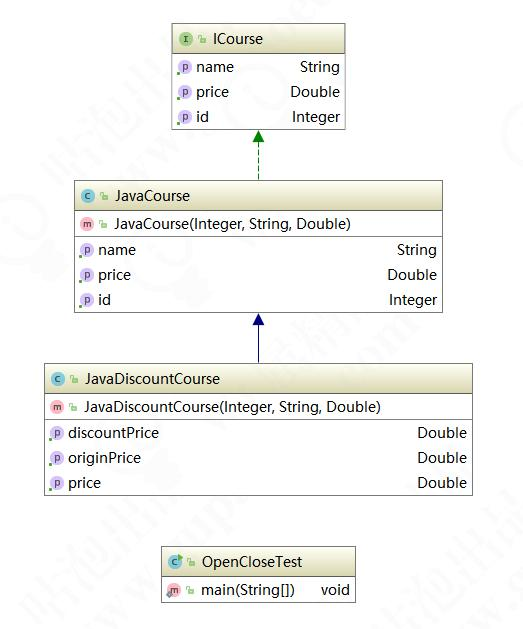 I ICourse
p name String
p price Double
p id Integer
C JavaCourse
m JavaCourse(Integer, String, Double)
p name String
p price Double
p id Integer
C JavaDiscountCourse
m JavaDiscountCourse(Integer, String, Double)
p discountPrice Double
p originPrice Double
p price Double
C OpenCloseTest
m main(String[]) void